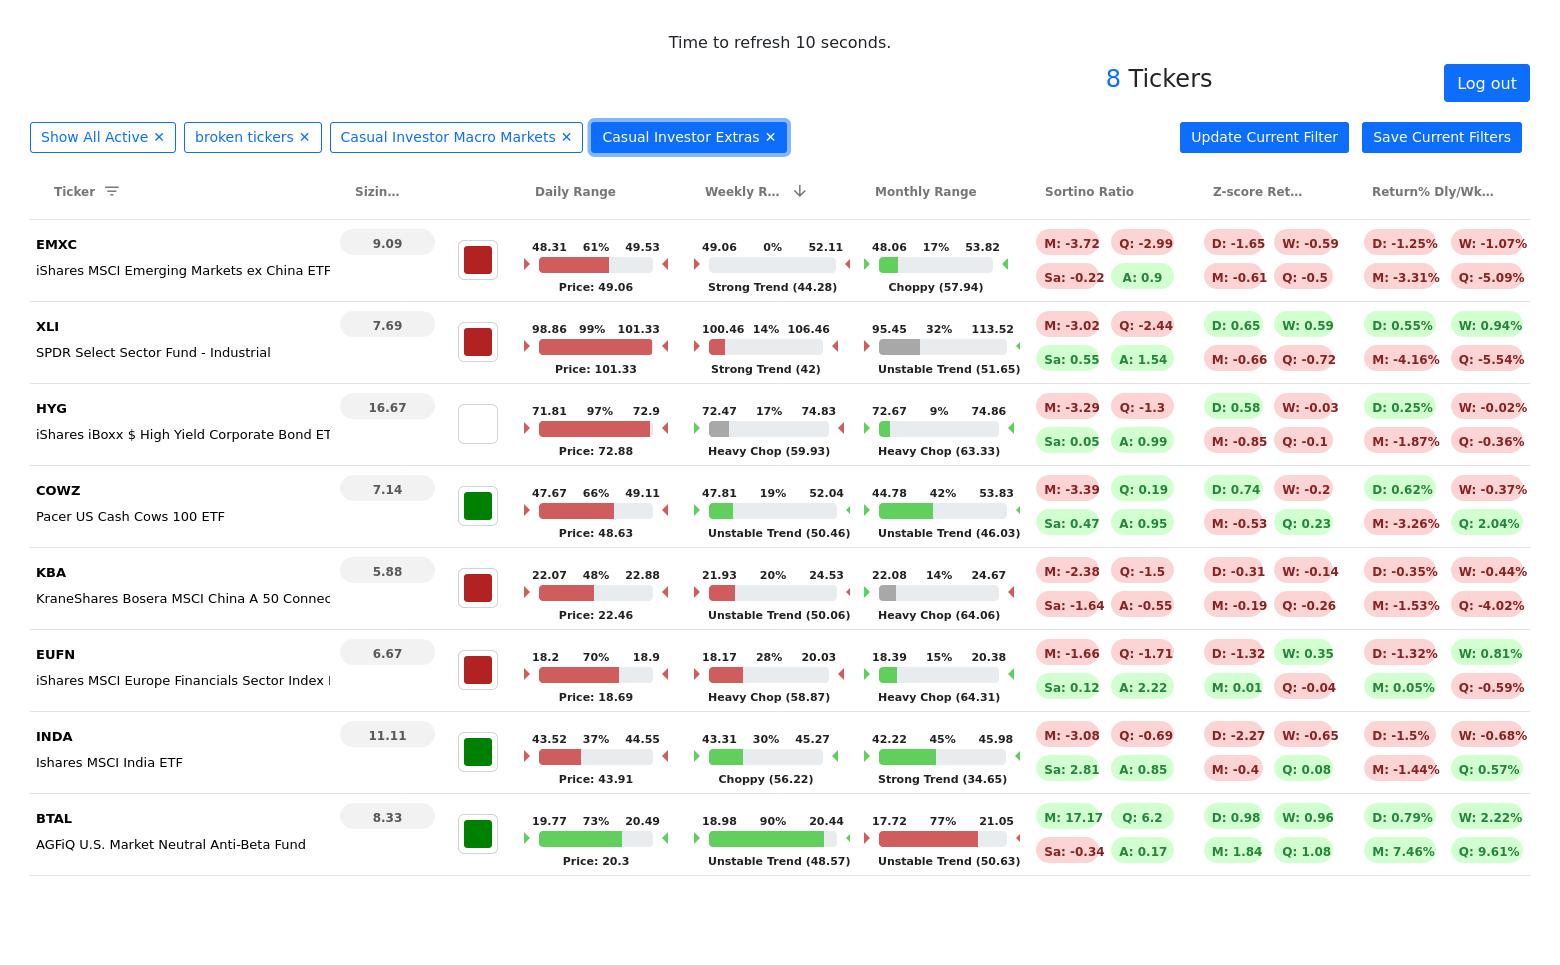 Time to refresh 10 seconds.
8 Tickers
Log out
Show All Active ✕ broken tickers ✕ Casual Investor Macro Markets ✕ Casual Investor Extras ✕ Update Current Filter Save Current Filters
Ticker Sizin... Daily Range Weekly R... Monthly Range Sortino Ratio Z-score Ret... Return% Dly/Wk...
EMXC 9.09 48.31 61% 49.53 49.06 0% 52.11 48.06 17% 53.82 M: -3.72 Q: -2.99 D: -1.65 W: -0.59 D: -1.25% W: -1.07%
iShares MSCI Emerging Markets ex China ETF Sa: -0.22 A: 0.9 M: -0.61 Q: -0.5 M: -3.31% Q: -5.09%
Price: 49.06 Strong Trend (44.28) Choppy (57.94)
XLI 7.69 98.86 99% 101.33 100.46 14% 106.46 95.45 32% 113.52 M: -3.02 Q: -2.44 D: 0.65 W: 0.59 D: 0.55% W: 0.94%
SPDR Select Sector Fund - Industrial Sa: 0.55 A: 1.54 M: -0.66 Q: -0.72 M: -4.16% Q: -5.54%
Price: 101.33 Strong Trend (42) Unstable Trend (51.65)
HYG 16.67 71.81 97% 72.9 72.47 17% 74.83 72.67 9% 74.86 M: -3.29 Q: -1.3 D: 0.58 W: -0.03 D: 0.25% W: -0.02%
iShares iBoxx $ High Yield Corporate Bond ET Sa: 0.05 A: 0.99 M: -0.85 Q: -0.1 M: -1.87% Q: -0.36%
Price: 72.88 Heavy Chop (59.93) Heavy Chop (63.33)
COWZ 7.14 47.67 66% 49.11 47.81 19% 52.04 44.78 42% 53.83 M: -3.39 Q: 0.19 D: 0.74 W: -0.2 D: 0.62% W: -0.37%
Pacer US Cash Cows 100 ETF Sa: 0.47 A: 0.95 M: -0.53 Q: 0.23 M: -3.26% Q: 2.04%
Price: 48.63 Unstable Trend (50.46) Unstable Trend (46.03)
KBA 5.88 22.07 48% 22.88 21.93 20% 24.53 22.08 14% 24.67 M: -2.38 Q: -1.5 D: -0.31 W: -0.14 D: -0.35% W: -0.44%
KraneShares Bosera MSCI China A 50 Connec Sa: -1.64 A: -0.55 M: -0.19 Q: -0.26 M: -1.53% Q: -4.02%
Price: 22.46 Unstable Trend (50.06) Heavy Chop (64.06)
EUFN 6.67 18.2 70% 18.9 18.17 28% 20.03 18.39 15% 20.38 M: -1.66 Q: -1.71 D: -1.32 W: 0.35 D: -1.32% W: 0.81%
iShares MSCI Europe Financials Sector Index Sa: 0.12 A: 2.22 M: 0.01 Q: -0.04 M: 0.05% Q: -0.59%
Price: 18.69 Heavy Chop (58.87) Heavy Chop (64.31)
INDA 11.11 43.52 37% 44.55 43.31 30% 45.27 42.22 45% 45.98 M: -3.08 Q: -0.69 D: -2.27 W: -0.65 D: -1.5% W: -0.68%
Ishares MSCI India ETF Sa: 2.81 A: 0.85 M: -0.4 Q: 0.08 M: -1.44% Q: 0.57%
Price: 43.91 Choppy (56.22) Strong Trend (34.65)
BTAL 8.33 19.77 73% 20.49 18.98 90% 20.44 17.72 77% 21.05 M: 17.17 Q: 6.2 D: 0.98 W: 0.96 D: 0.79% W: 2.22%
AGFiQ U.S. Market Neutral Anti-Beta Fund Sa: -0.34 A: 0.17 M: 1.84 Q: 1.08 M: 7.46% Q: 9.61%
Price: 20.3 Unstable Trend (48.57) Unstable Trend (50.63)